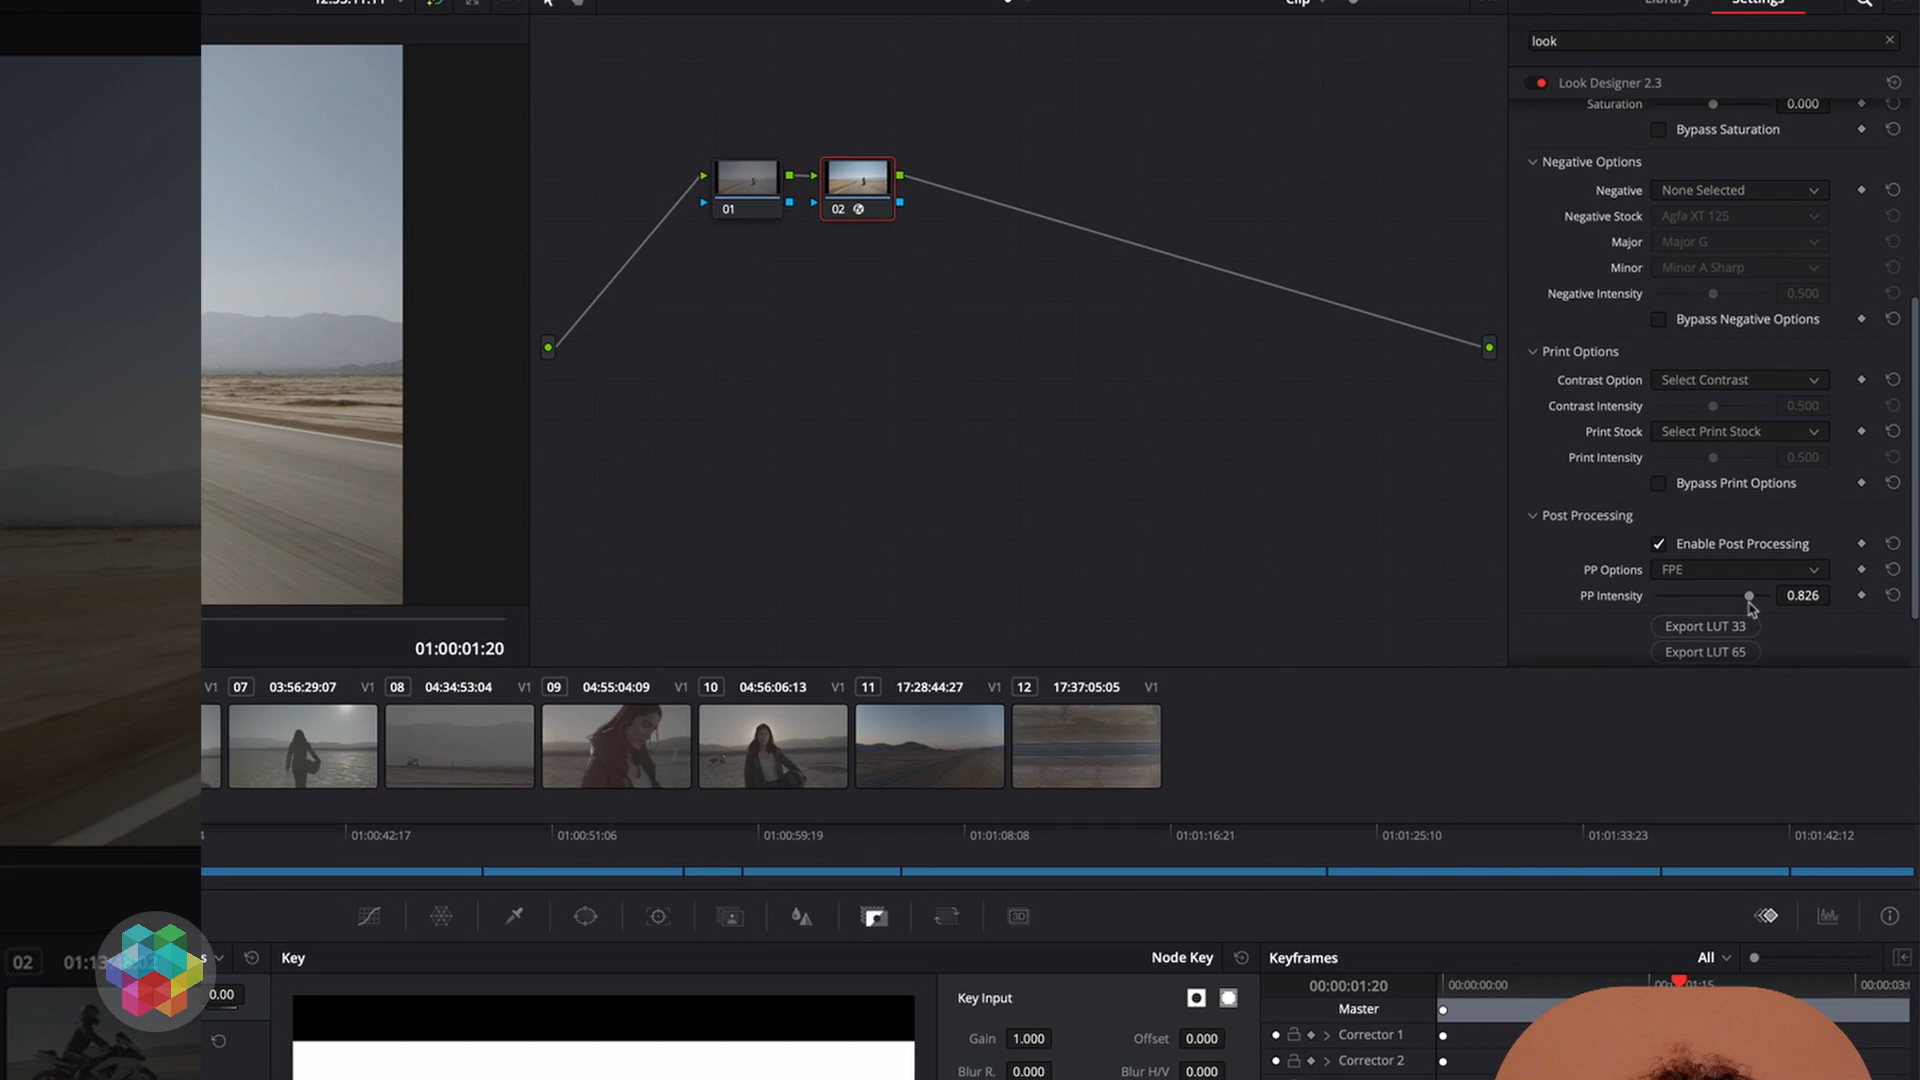 Clip
Library
Settings
look
Look Designer 2.3
Saturation 0.000
Bypass Saturation
Negative Options
Negative None Selected
Negative Stock Agfa XT 125
Major Major G
Minor Minor A Sharp
Negative Intensity 0.500
Bypass Negative Options
Print Options
Contrast Option Select Contrast
Contrast Intensity 0.500
Print Stock Select Print Stock
Print Intensity 0.500
Bypass Print Options
Post Processing
Enable Post Processing
PP Options FPE
PP Intensity 0.826
Export LUT 33
Export LUT 65
01
02
01:00:01:20
V1 07 03:56:29:07 V1 08 04:34:53:04 V1 09 04:55:04:09 V1 10 04:56:06:13 V1 11 17:28:44:27 V1 12 17:37:05:05 V1
01:00:42:17 01:00:51:06 01:00:59:19 01:01:08:08 01:01:16:21 01:01:25:10 01:01:33:23 01:01:42:12
3D
02
0.00
Key
Node Key
Key Input
Gain 1.000 Offset 0.000
Blur R. 0.000 Blur H/V 0.000
Keyframes All
00:00:01:20 00:00:00:00
Master
Corrector 1
Corrector 2